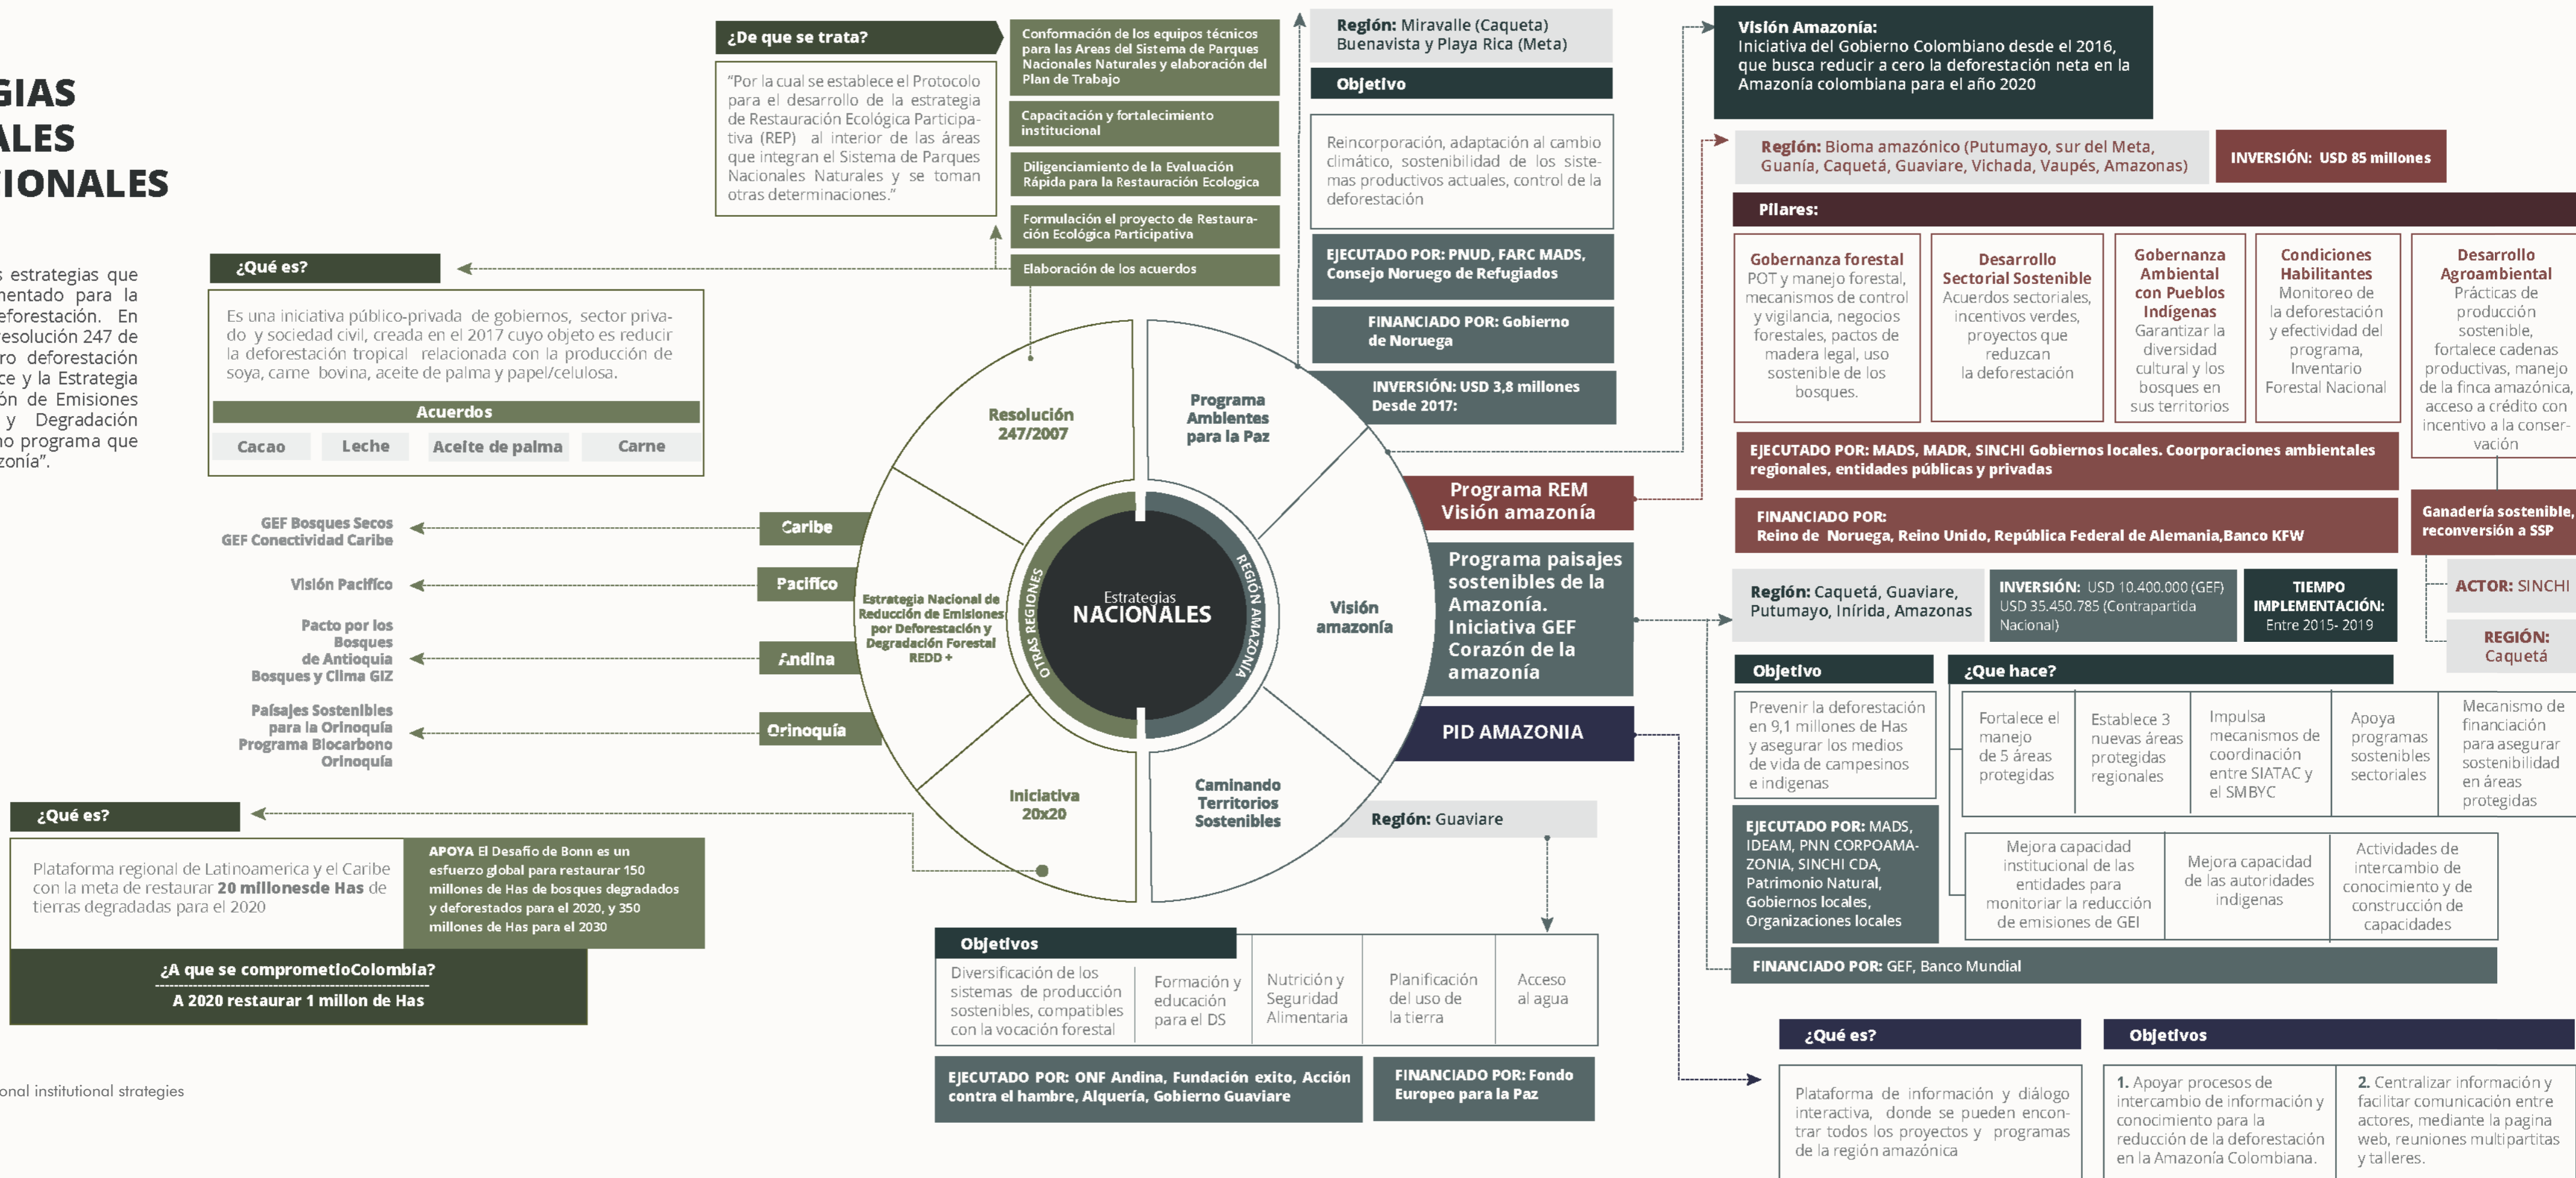 GIAS
ALES
CIONALES
s estrategias que
mentado para la
eforestación. En
resolución 247 de
ro deforestación
ce y la Estrategia
ón de Emisiones
y Degradación
no programa que
zonía”.
¿De que se trata?
“Por la cual se establece el Protocolo
para el desarrollo de la estrategia
de Restauración Ecológica Participa-
tiva (REP) al interior de las áreas
que integran el Sistema de Parques
Nacionales Naturales y se toman
otras determinaciones.”
Conformación de los equipos técnicos
para las Areas del Sistema de Parques
Nacionales Naturales y elaboración del
Plan de Trabajo
Capacitación y fortalecimiento
institucional
Diligenciamiento de la Evaluación
Rápida para la Restauración Ecologica
Formulación el proyecto de Restaura-
ción Ecológica Participativa
Elaboración de los acuerdos
¿Qué es?
Es una iniciativa público-privada de gobiernos, sector priva-
do y sociedad civil, creada en el 2017 cuyo objeto es reducir
la deforestación tropical relacionada con la producción de
soya, carne bovina, aceite de palma y papel/celulosa.
Acuerdos
Cacao
Leche
Aceite de palma
Carne
GEF Bosques Secos
GEF Conectividad Caribe
Caribe
Visión Pacífico
Pacifico
Pacto por los
Bosques
de Antioquia
Bosques y Clima GIZ
Andina
Paísajes Sostenibles
para la Orinoquía
Programa Biocarbono
Orinoquía
Orinoquía
¿Qué es?
Plataforma regional de Latinoamerica y el Caribe
con la meta de restaurar 20 millonesde Has de
tierras degradadas para el 2020
APOYA El Desafío de Bonn es un
esfuerzo global para restaurar 150
millones de Has de bosques degradados
y deforestados para el 2020, y 350
millones de Has para el 2030
¿A que se comprometioColombia?
A 2020 restaurar 1 millon de Has
onal institutional strategies
Resolución
247/2007
Programa
Ambientes
para la Paz
Estrategia Nacional de
Reducción de Emisiones
por Deforestación y
Degradación Forestal
REDD +
OTRAS REGIONES
Estrategias
NACIONALES
REGIÓN AMAZONÍA
Visión
amazonía
Iniciativa
20x20
Caminando
Territorios
Sostenibles
Región: Miravalle (Caqueta)
Buenavista y Playa Rica (Meta)
Objetivo
Reincorporación, adaptación al cambio
climático, sostenibilidad de los siste-
mas productivos actuales, control de la
deforestación
EJECUTADO POR: PNUD, FARC MADS,
Consejo Noruego de Refugiados
FINANCIADO POR: Gobierno
de Noruega
INVERSIÓN: USD 3,8 millones
Desde 2017:
Programa REM
Visión amazonía
Programa paisajes
sostenibles de la
Amazonía.
Iniciativa GEF
Corazón de la
amazonía
PID AMAZONIA
Región: Guaviare
Objetivos
Diversificación de los
sistemas de producción
sostenibles, compatibles
con la vocación forestal
Formación y
educación
para el DS
Nutrición y
Seguridad
Alimentaria
Planificación
del uso de
la tierra
Acceso
al agua
EJECUTADO POR: ONF Andina, Fundación exito, Acción
contra el hambre, Alquería, Gobierno Guaviare
FINANCIADO POR: Fondo
Europeo para la Paz
Visión Amazonía:
Iniciativa del Gobierno Colombiano desde el 2016,
que busca reducir a cero la deforestación neta en la
Amazonía colombiana para el año 2020
Región: Bioma amazónico (Putumayo, sur del Meta,
Guanía, Caquetá, Guaviare, Vichada, Vaupés, Amazonas)
INVERSIÓN: USD 85 millones
Pilares:
Gobernanza forestal
POT y manejo forestal,
mecanismos de control
y vigilancia, negocios
forestales, pactos de
madera legal, uso
sostenible de los
bosques.
Desarrollo
Sectorial Sostenible
Acuerdos sectoriales,
incentivos verdes,
proyectos que
reduzcan
la deforestación
Gobernanza
Ambiental
con Pueblos
Indígenas
Garantizar la
diversidad
cultural y los
bosques en
sus territorios
Condiciones
Habilitantes
Monitoreo de
la deforestación
y efectividad del
programa,
Inventario
Forestal Nacional
Desarrollo
Agroambiental
Prácticas de
producción
sostenible,
fortalece cadenas
productivas, manejo
de la finca amazónica,
acceso a crédito con
incentivo a la conser-
vación
EJECUTADO POR: MADS, MADR, SINCHI Gobiernos locales. Coorporaciones ambientales
regionales, entidades públicas y privadas
FINANCIADO POR:
Reino de Noruega, Reino Unido, República Federal de Alemania,Banco KFW
Ganadería sostenible,
reconversión a SSP
ACTOR: SINCHI
REGIÓN:
Caquetá
Región: Caquetá, Guaviare,
Putumayo, Inírida, Amazonas
INVERSIÓN: USD 10.400.000 (GEF)
USD 35.450.785 (Contrapartida
Nacional)
TIEMPO
IMPLEMENTACIÓN:
Entre 2015- 2019
Objetivo
Prevenir la deforestación
en 9,1 millones de Has
y asegurar los medios
de vida de campesinos
e indigenas
¿Que hace?
Fortalece el
manejo
de 5 áreas
protegidas
Establece 3
nuevas áreas
protegidas
regionales
Impulsa
mecanismos de
coordinación
entre SIATAC y
el SMBYC
Apoya
programas
sostenibles
sectoriales
Mecanismo de
financiación
para asegurar
sostenibilidad
en áreas
protegidas
EJECUTADO POR: MADS,
IDEAM, PNN CORPOAMA-
ZONIA, SINCHI CDA,
Patrimonio Natural,
Gobiernos locales,
Organizaciones locales
Mejora capacidad
institucional de las
entidades para
monitoriar la reducción
de emisiones de GEI
Mejora capacidad
de las autoridades
indigenas
Actividades de
intercambio de
conocimiento y de
construcción de
capacidades
FINANCIADO POR: GEF, Banco Mundial
¿Qué es?
Plataforma de información y diálogo
interactiva, donde se pueden encon-
trar todos los proyectos y programas
de la región amazónica
Objetivos
1. Apoyar procesos de
intercambio de información y
conocimiento para la
reducción de la deforestación
en la Amazonía Colombiana.
2. Centralizar información y
facilitar comunicación entre
actores, mediante la pagina
web, reuniones multipartitas
y talleres.